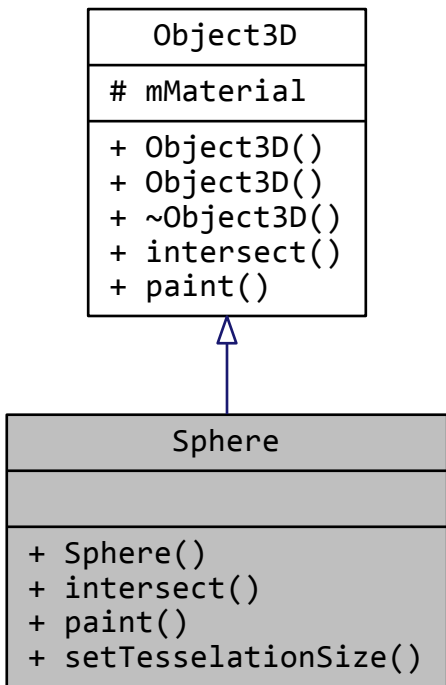 Object3D
# mMaterial
+ Object3D()
+ Object3D()
+ ~Object3D()
+ intersect()
+ paint()
Sphere
+ Sphere()
+ intersect()
+ paint()
+ setTesselationSize()